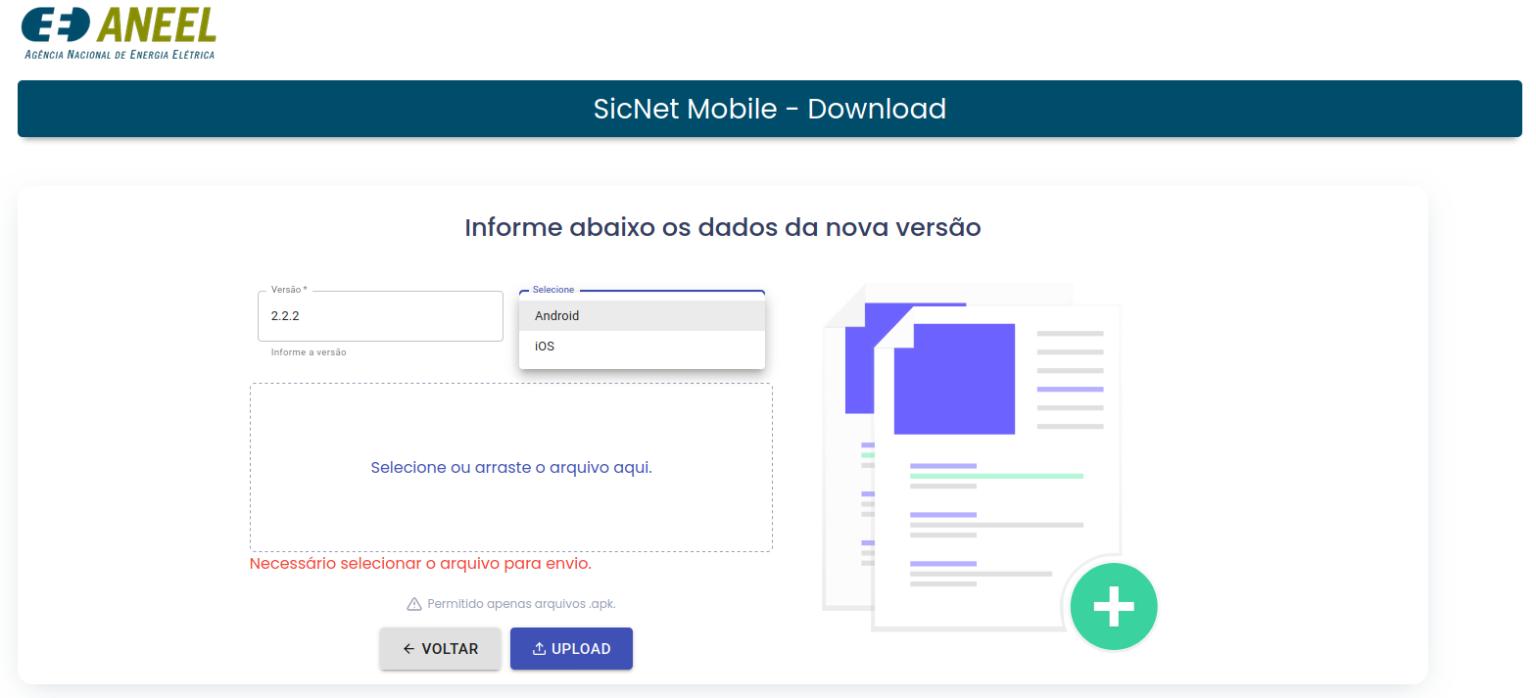 ANEEL
AGÊNCIA NACIONAL DE ENERGIA ELÉTRICA
SicNet Mobile - Download
Informe abaixo os dados da nova versão
Versão *
2.2.2
Informe a versão
Selecione
Android
iOS
Selecione ou arraste o arquivo aqui.
Necessário selecionar o arquivo para envio.
Permitido apenas arquivos .apk.
VOLTAR
UPLOAD